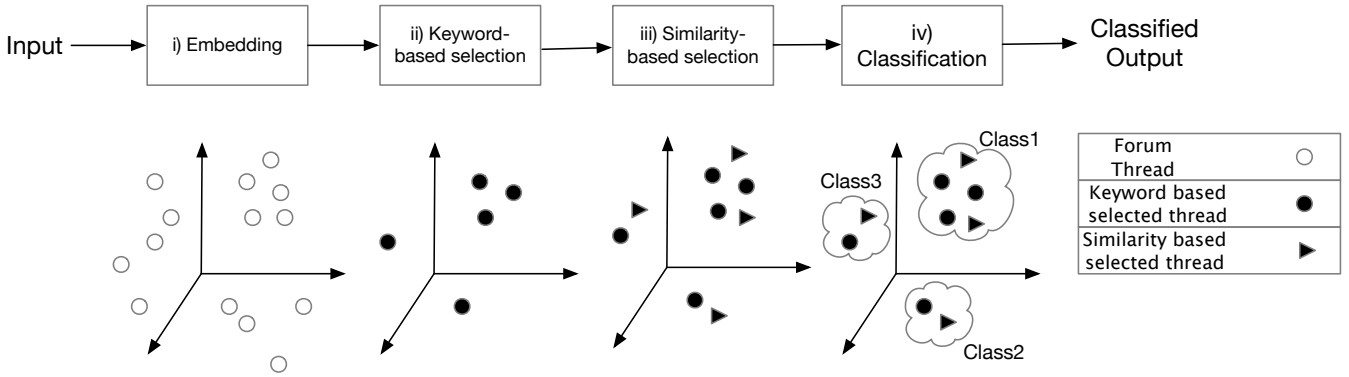 Input
i) Embedding
ii) Keyword-
based selection
iii) Similarity-
based selection
iv)
Classification
Classified
Output
Class1
Class3
Class2
Forum
Thread
Keyword based
selected thread
Similarity based
selected thread